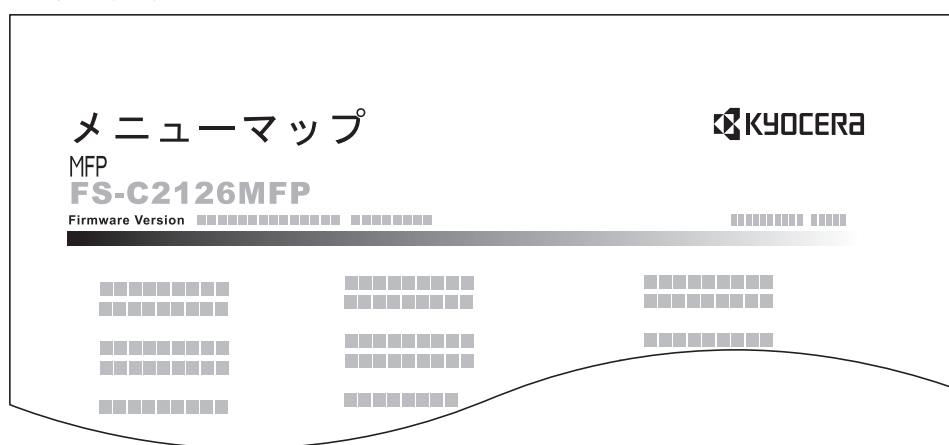 メニューマップ
KYOCERA
MFP
FS-C2126MFP
Firmware Version